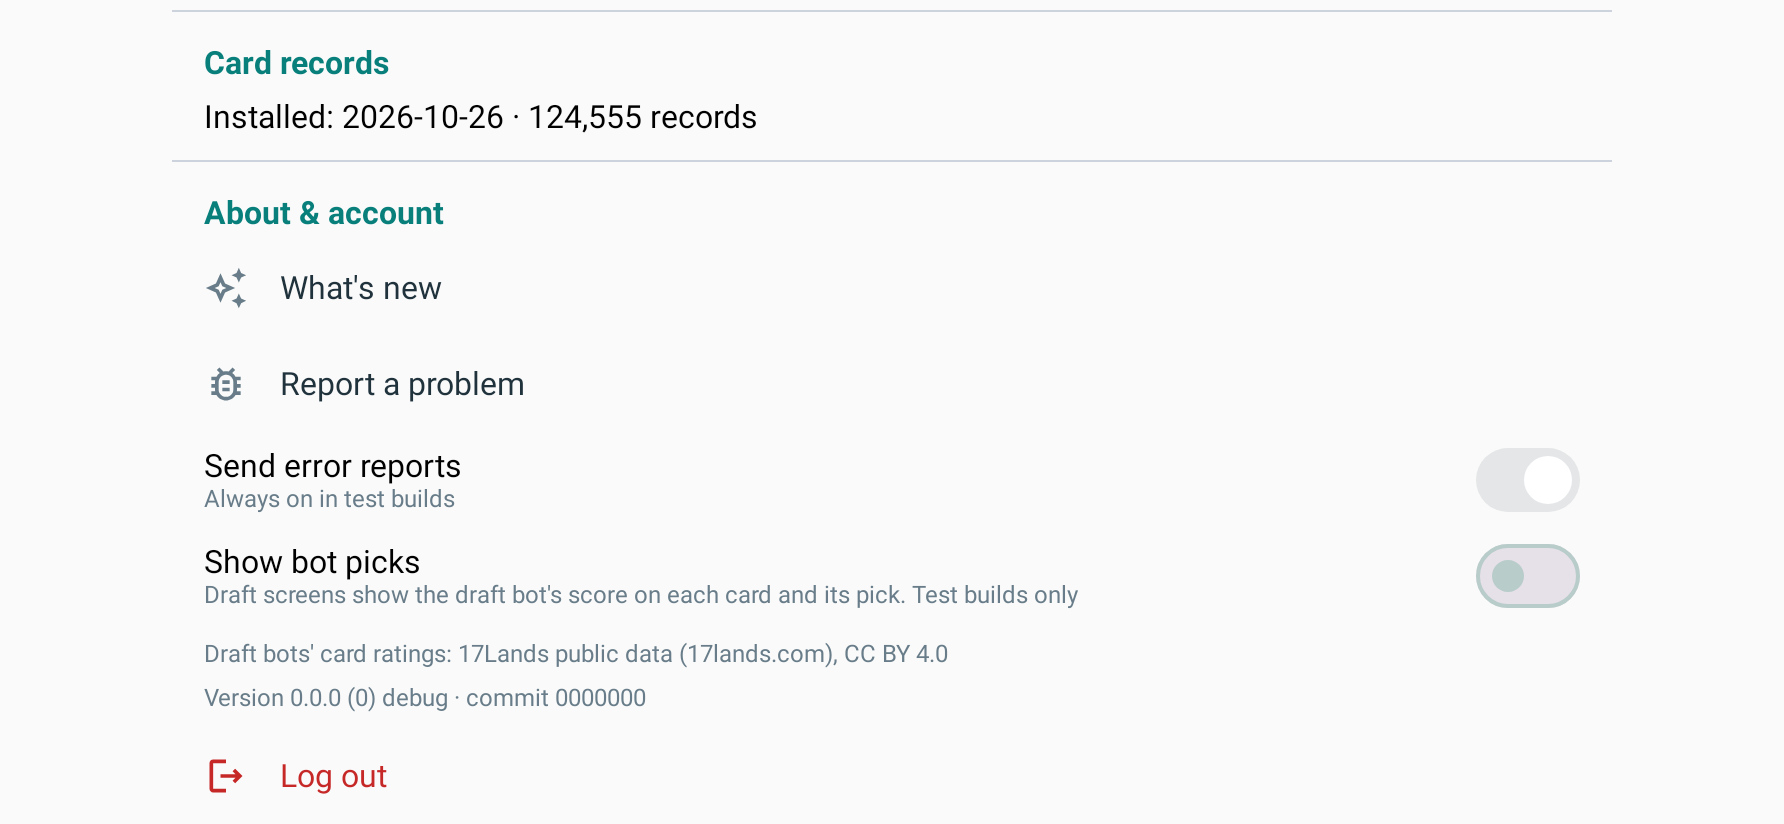 Card records
Installed: 2026-10-26 · 124,555 records
About & account
What's new
Report a problem
Send error reports
Always on in test builds
Show bot picks
Draft screens show the draft bot's score on each card and its pick. Test builds only
Draft bots' card ratings: 17Lands public data (17lands.com), CC BY 4.0
Version 0.0.0 (0) debug · commit 0000000
Log out